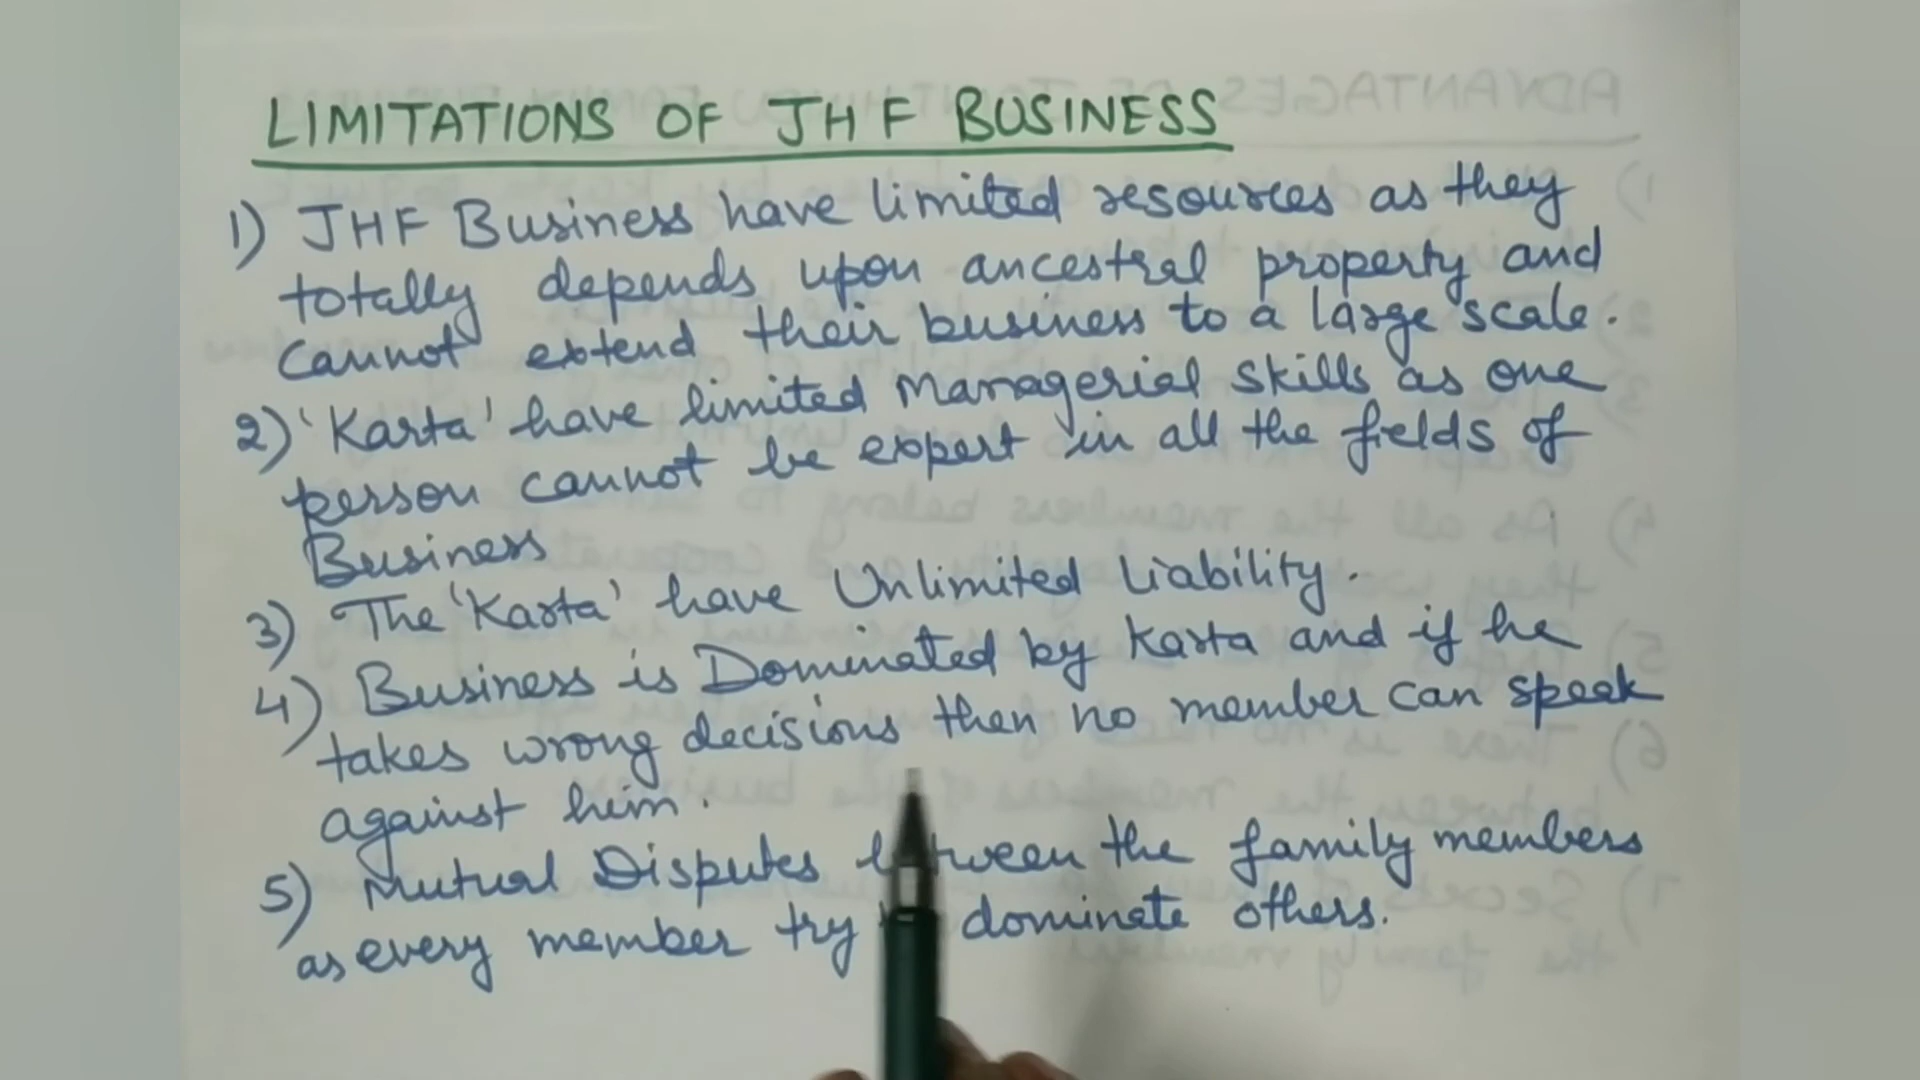 LIMITATIONS OF JHF BUSINESS
1) JHF Business have limited resources as they
totally depends upon ancestral property and
cannot extend their business to a large scale.
2) 'Karta' have limited Managerial skills as one
person cannot be expert in all the fields of
Business
3) The 'Karta' have Unlimited Liability.
4) Business is Dominated by Karta and if he
takes wrong decisions then no member can speak
against him.
5) Mutual Disputes between the family members
as every member try dominate others.